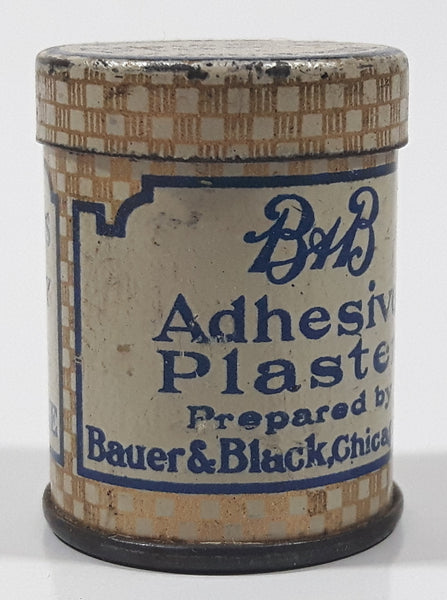 B&B
Adhesive
Plaster
Prepared by
Bauer & Black, Chica